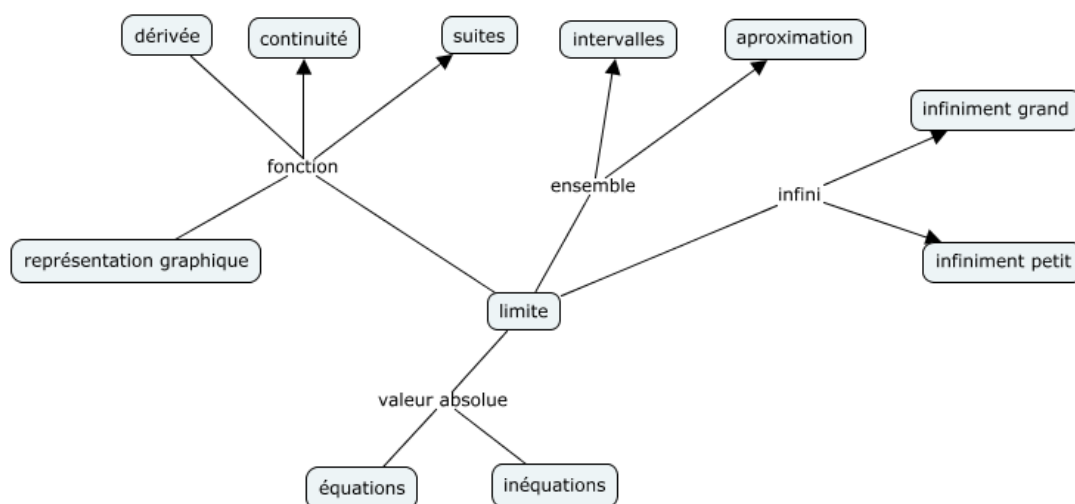 dérivée
continuité
suites
intervalles
aproximation
infiniment grand
fonction
ensemble
infini
représentation graphique
infiniment petit
limite
valeur absolue
équations
inéquations